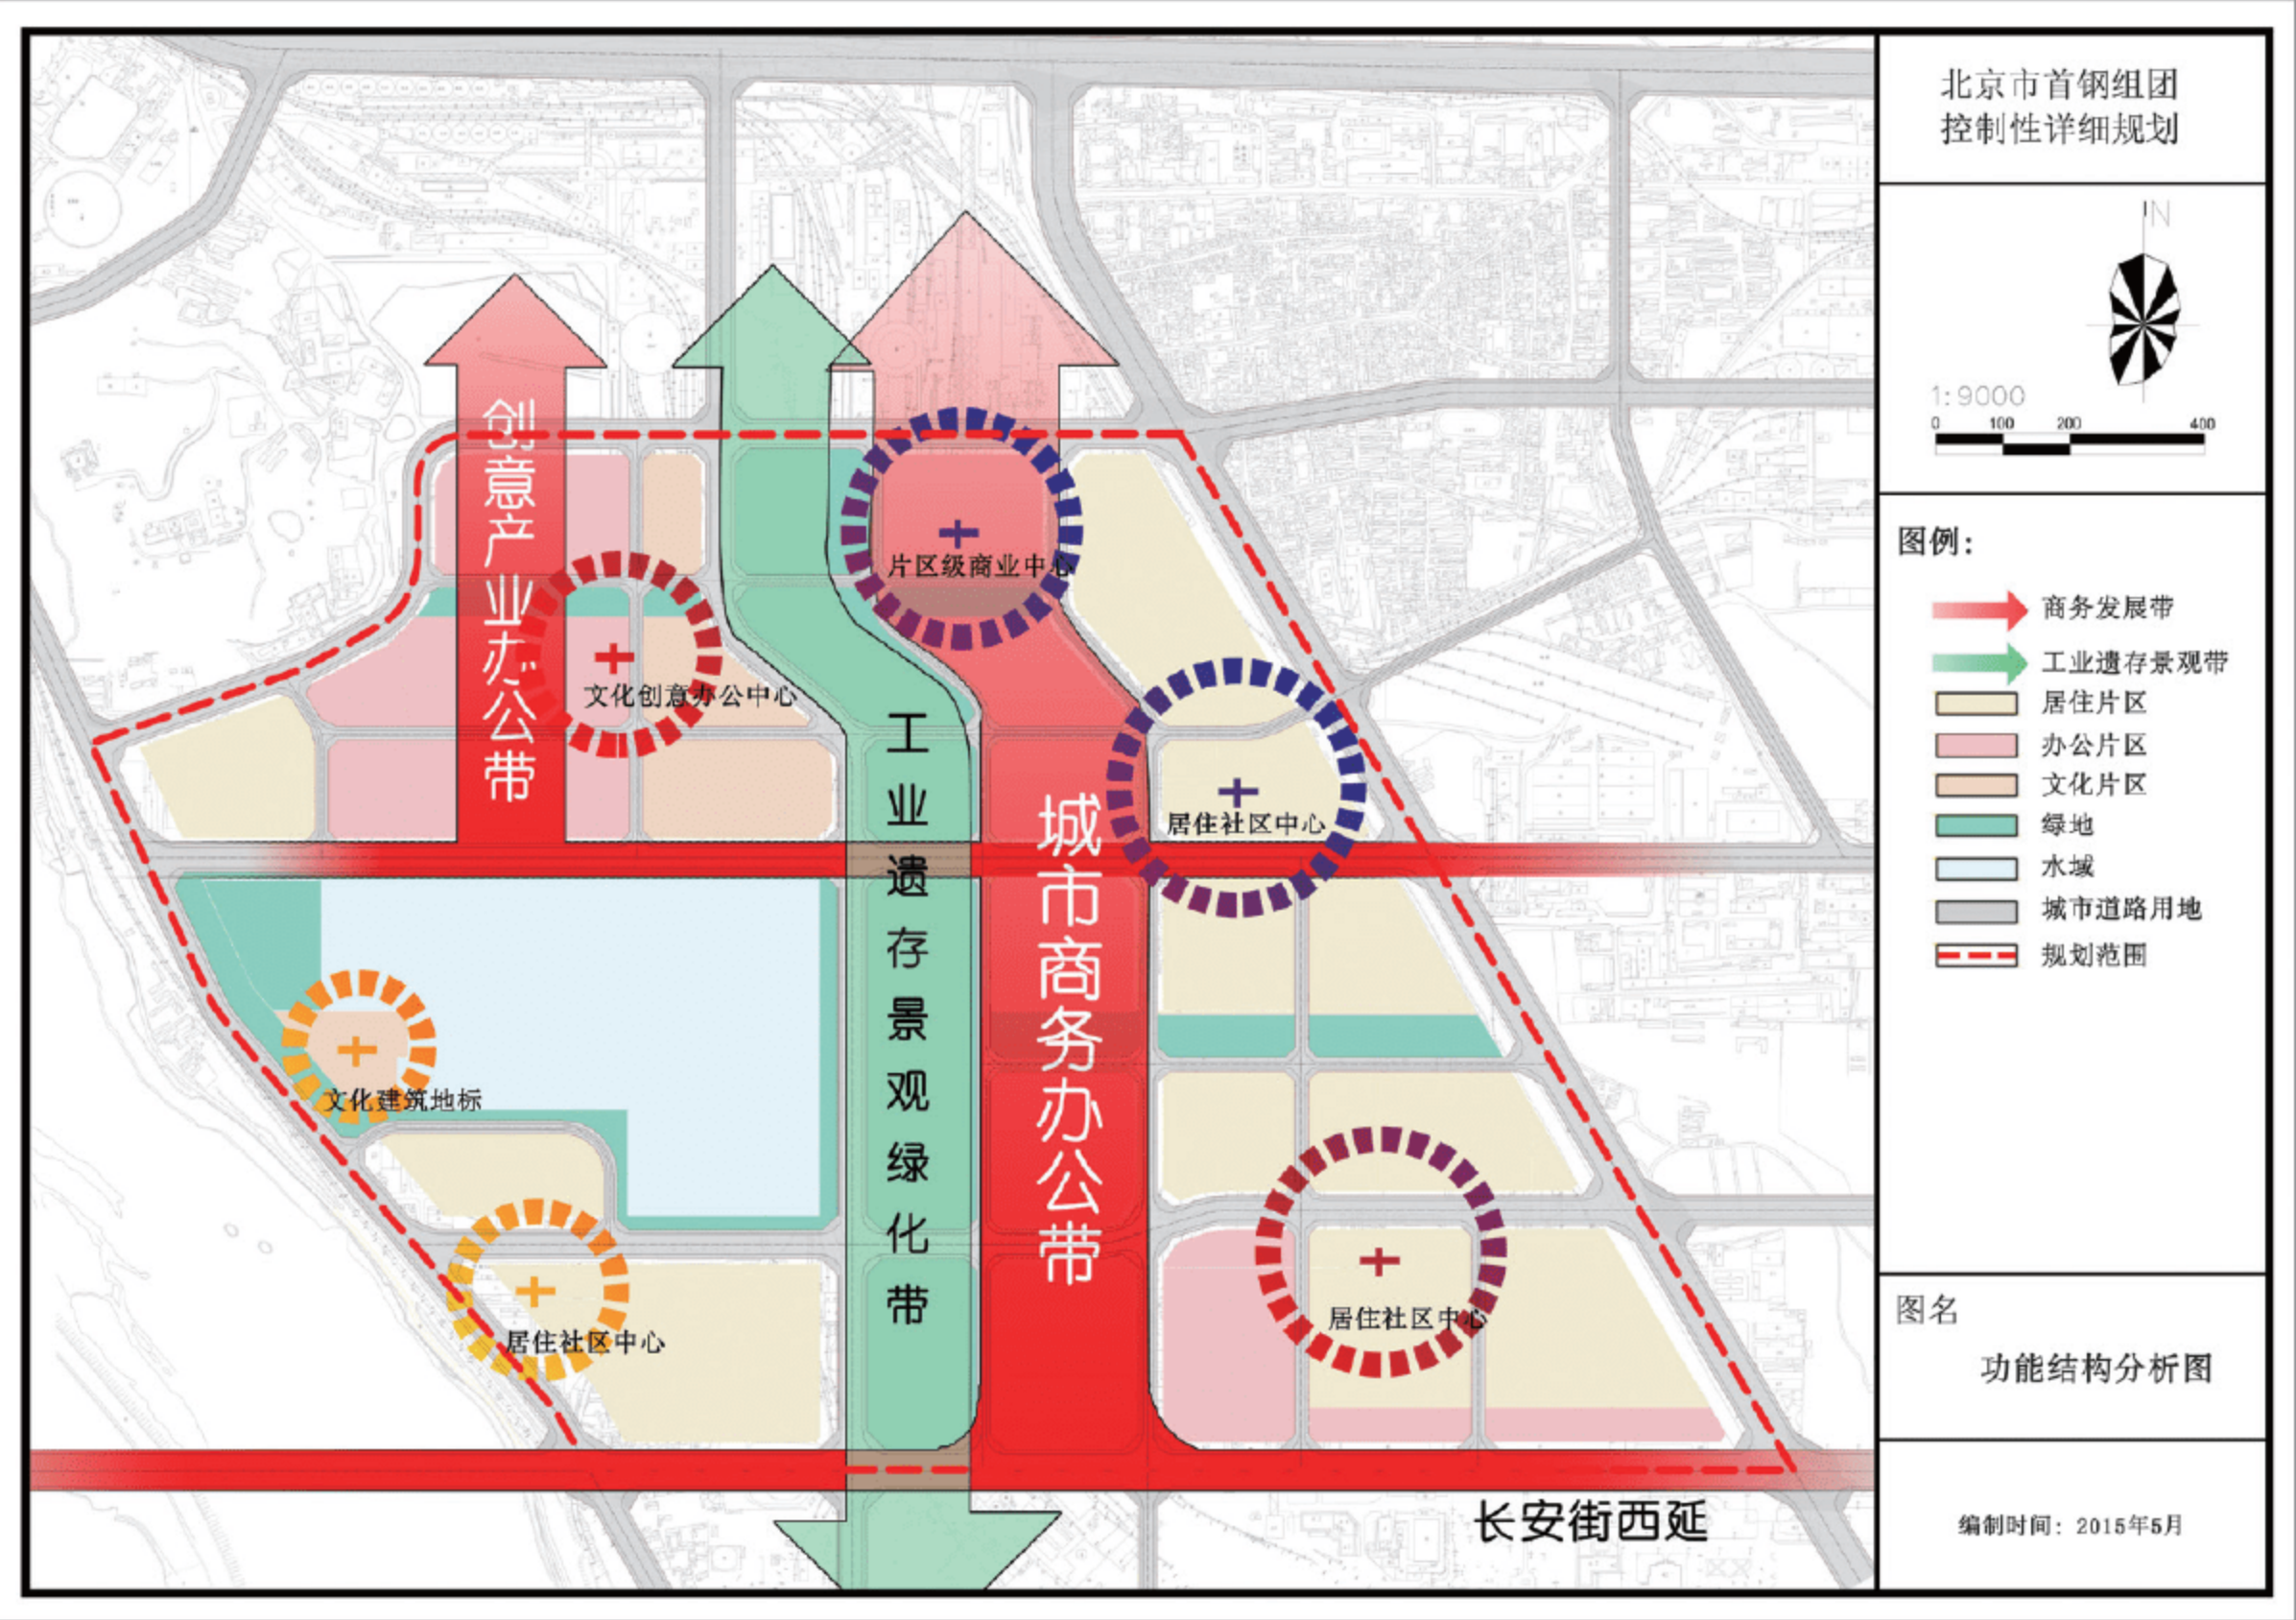 北京市首钢组团
控制性详细规划
N
1:9000
0 100 200 400
图例:
商务发展带
工业遗存景观带
居住片区
办公片区
文化片区
绿地
水域
城市道路用地
规划范围
图名
功能结构分析图
编制时间: 2015年5月
创意产业办公带
片区级商业中心
文化创意办公中心
工业遗存景观绿化带
城市商务办公带
居住社区中心
文化建筑地标
居住社区中心
居住社区中心
长安街西延